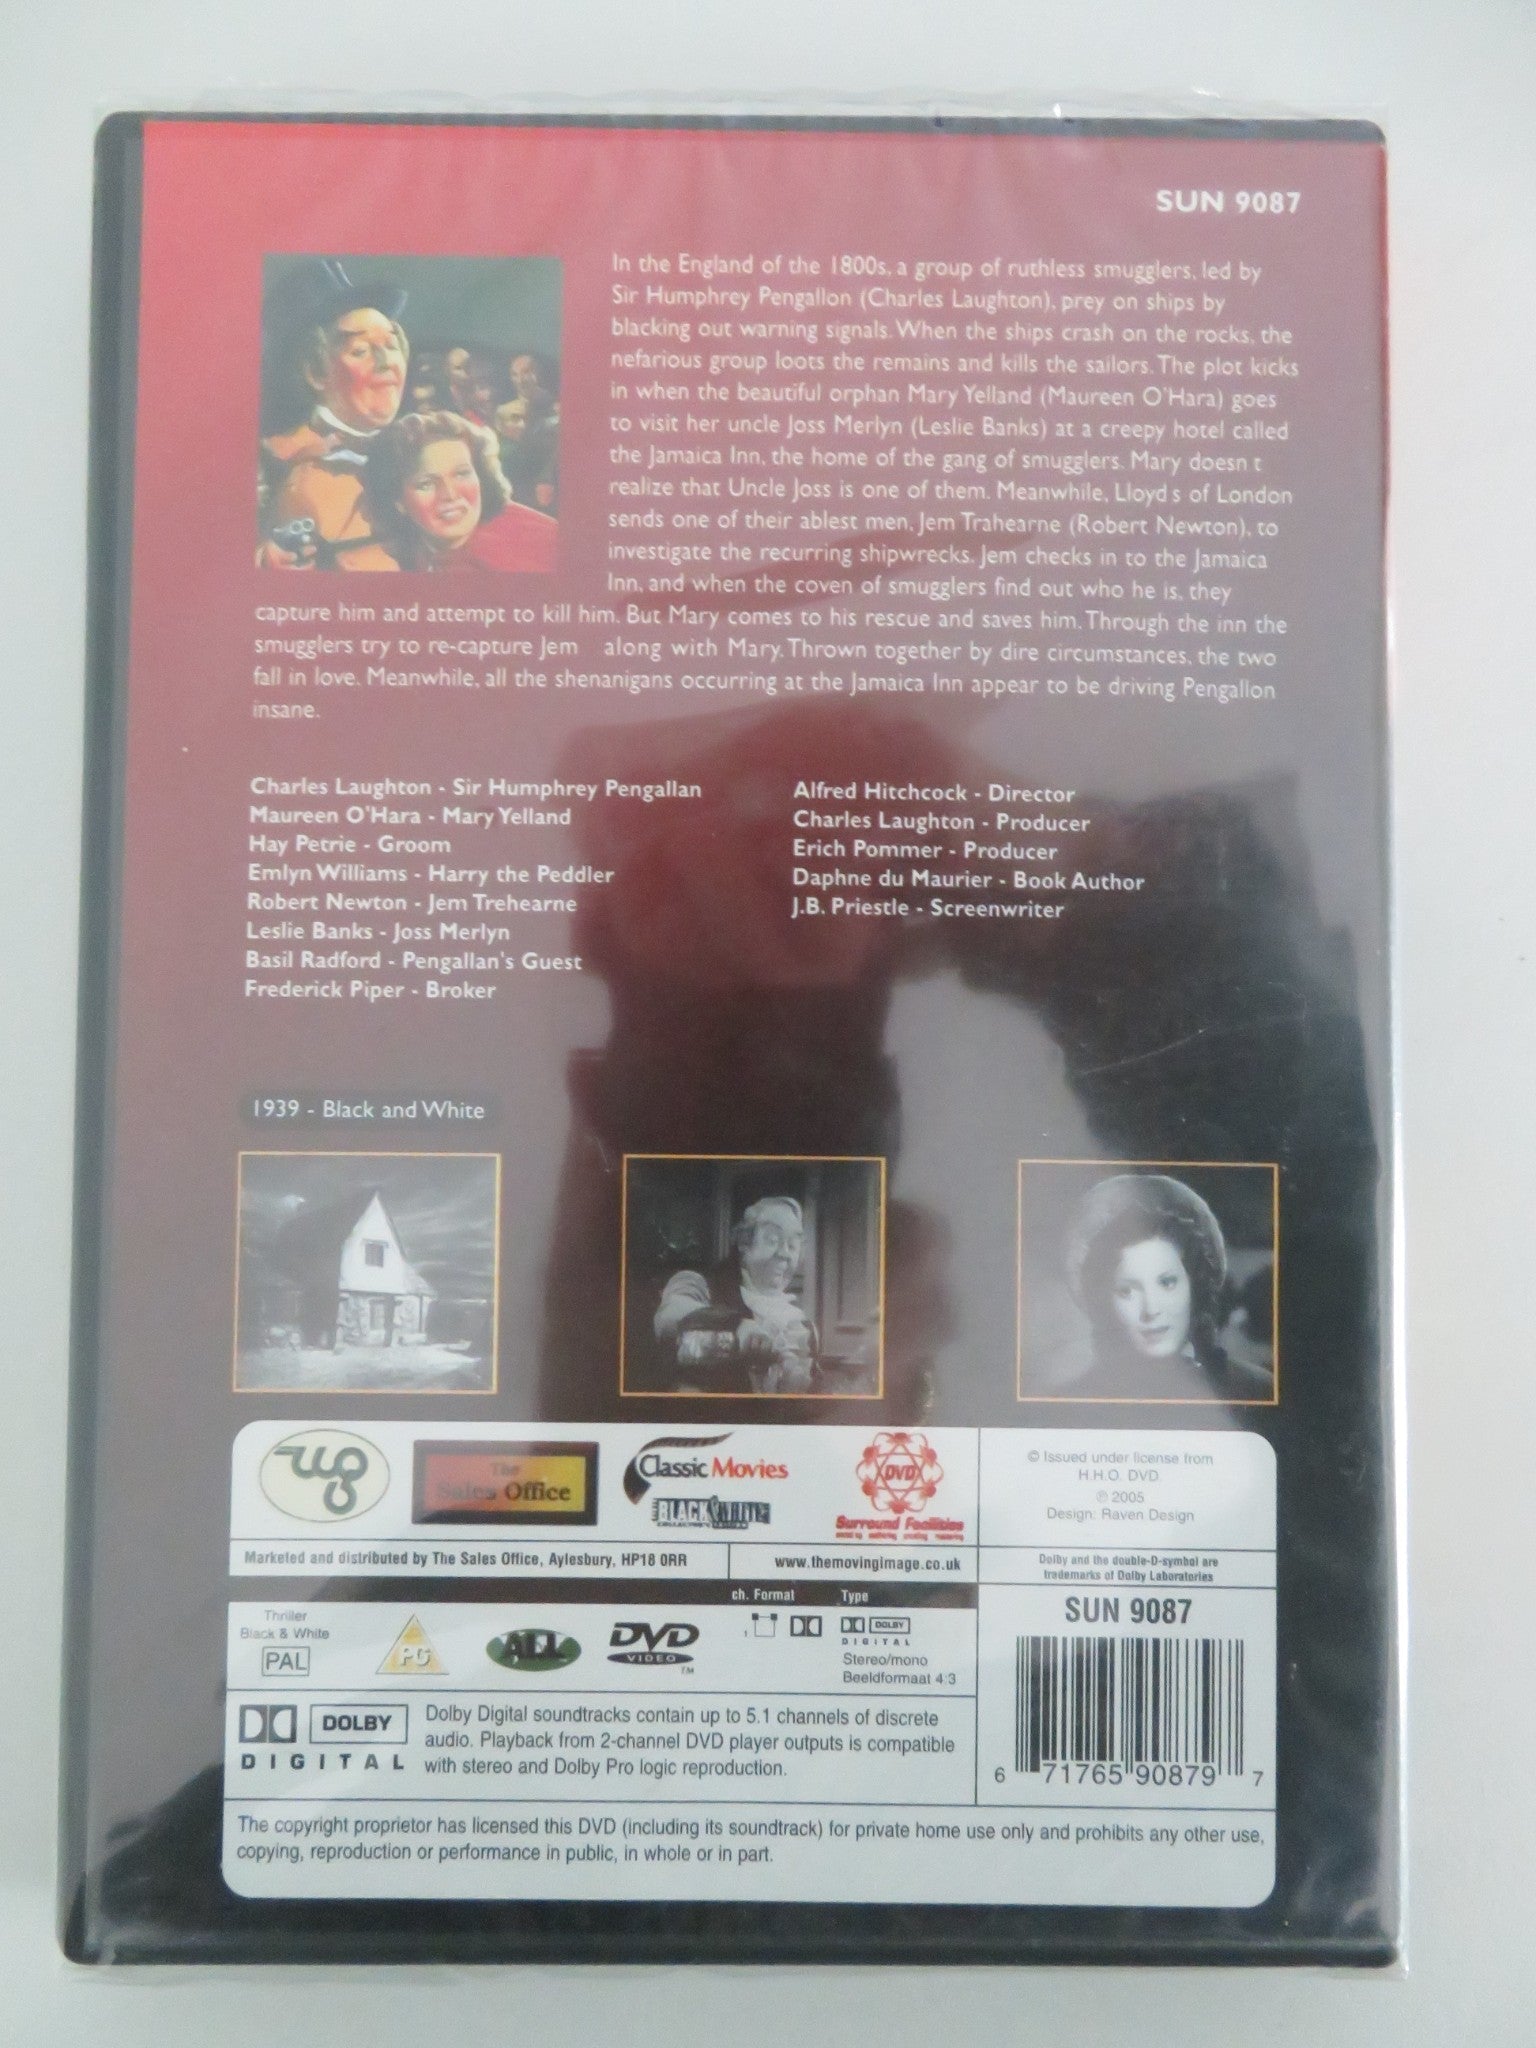 SUN 9087
In the England of the 1800s, a group of ruthless smugglers, led by
Sir Humphrey Pengallon (Charles Laughton), prey on ships by
blacking out warning signals. When the ships crash on the rocks, the
nefarious group loots the remains and kills the sailors. The plot kicks
in when the beautiful orphan Mary Yelland (Maureen O'Hara) goes
to visit her uncle Joss Merlyn (Leslie Banks) at a creepy hotel called
the Jamaica Inn, the home of the gang of smugglers. Mary doesn t
realize that Uncle Joss is one of them. Meanwhile, Lloyd s of London
sends one of their ablest men, Jem Trahearne (Robert Newton), to
investigate the recurring shipwrecks. Jem checks in to the Jamaica
Inn, and when the coven of smugglers find out who he is, they
capture him and attempt to kill him. But Mary comes to his rescue and saves him. Through the inn the
smugglers try to re-capture Jem along with Mary. Thrown together by dire circumstances, the two
fall in love. Meanwhile, all the shenanigans occurring at the Jamaica Inn appear to be driving Pengallon
insane.
Charles Laughton - Sir Humphrey Pengallan
Maureen O'Hara - Mary Yelland
Hay Petrie - Groom
Emlyn Williams - Harry the Peddler
Robert Newton - Jem Trehearne
Leslie Banks - Joss Merlyn
Basil Radford - Pengallan's Guest
Frederick Piper - Broker
Alfred Hitchcock - Director
Charles Laughton - Producer
Erich Pommer - Producer
Daphne du Maurier - Book Author
J.B. Priestle - Screenwriter
1939 - Black and White
The
Sales Office
Classic Movies
BLACK & WHITE
DVD
Surround Facilities
© Issued under license from
H.H.O. DVD.
℗ 2005
Design: Raven Design
Marketed and distributed by The Sales Office, Aylesbury, HP18 0RR
www.themovingimage.co.uk
Dolby and the double-D-symbol are
trademarks of Dolby Laboratories
ch. Format Type
Thriller
Black & White
PAL
PG
ALL
DVD
VIDEO
TM
1
DOLBY
DIGITAL
Stereo/mono
Beeldformaat 4:3
SUN 9087
6 71765 90879 7
DOLBY
DIGITAL
Dolby Digital soundtracks contain up to 5.1 channels of discrete
audio. Playback from 2-channel DVD player outputs is compatible
with stereo and Dolby Pro logic reproduction.
The copyright proprietor has licensed this DVD (including its soundtrack) for private home use only and prohibits any other use,
copying, reproduction or performance in public, in whole or in part.